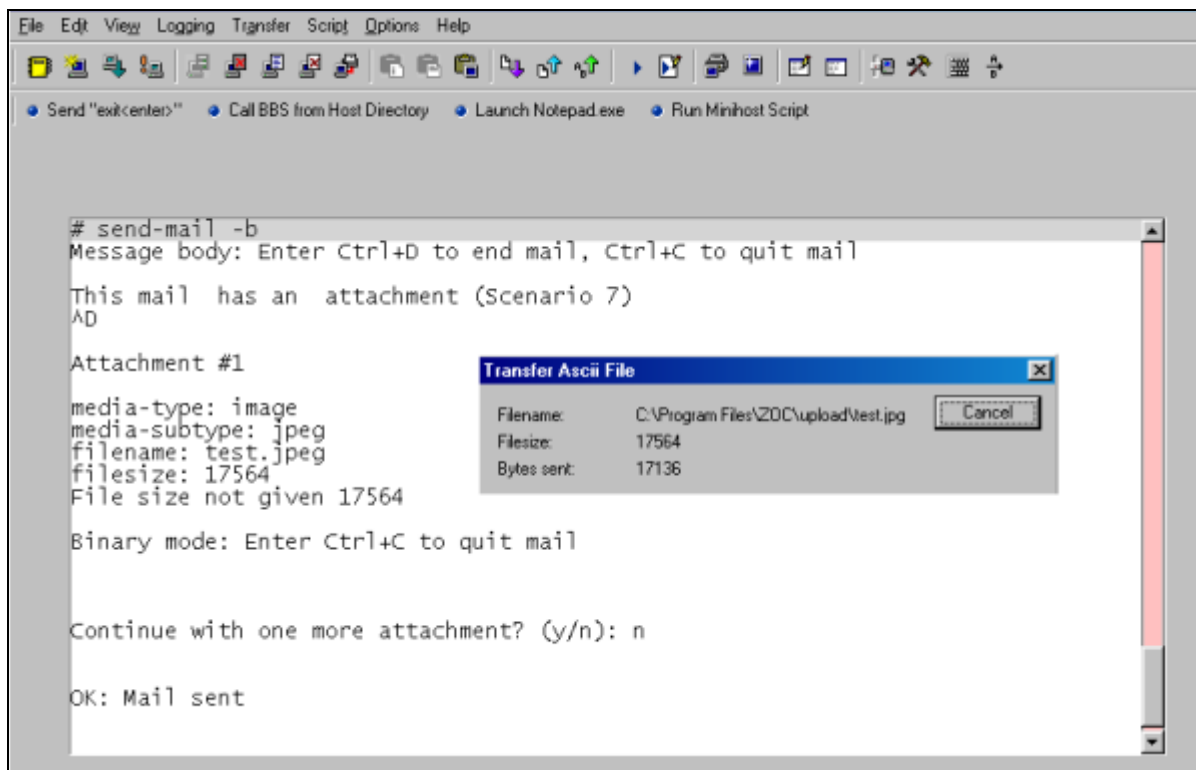 File Edit View Logging Transfer Script Options Help
Send "exit<enter>" Call BBS from Host Directory Launch Notepad.exe Run Minihost Script
# send-mail -b
Message body: Enter Ctrl+D to end mail, Ctrl+C to quit mail
This mail has an attachment (Scenario 7)
^D
Attachment #1
media-type: image
media-subtype: jpeg
filename: test.jpeg
filesize: 17564
File size not given 17564
Binary mode: Enter Ctrl+C to quit mail
Continue with one more attachment? (y/n): n
OK: Mail sent
Transfer Ascii File
Filename: C:\Program Files\ZOC\upload\test.jpg Cancel
Filesize: 17564
Bytes sent: 17136